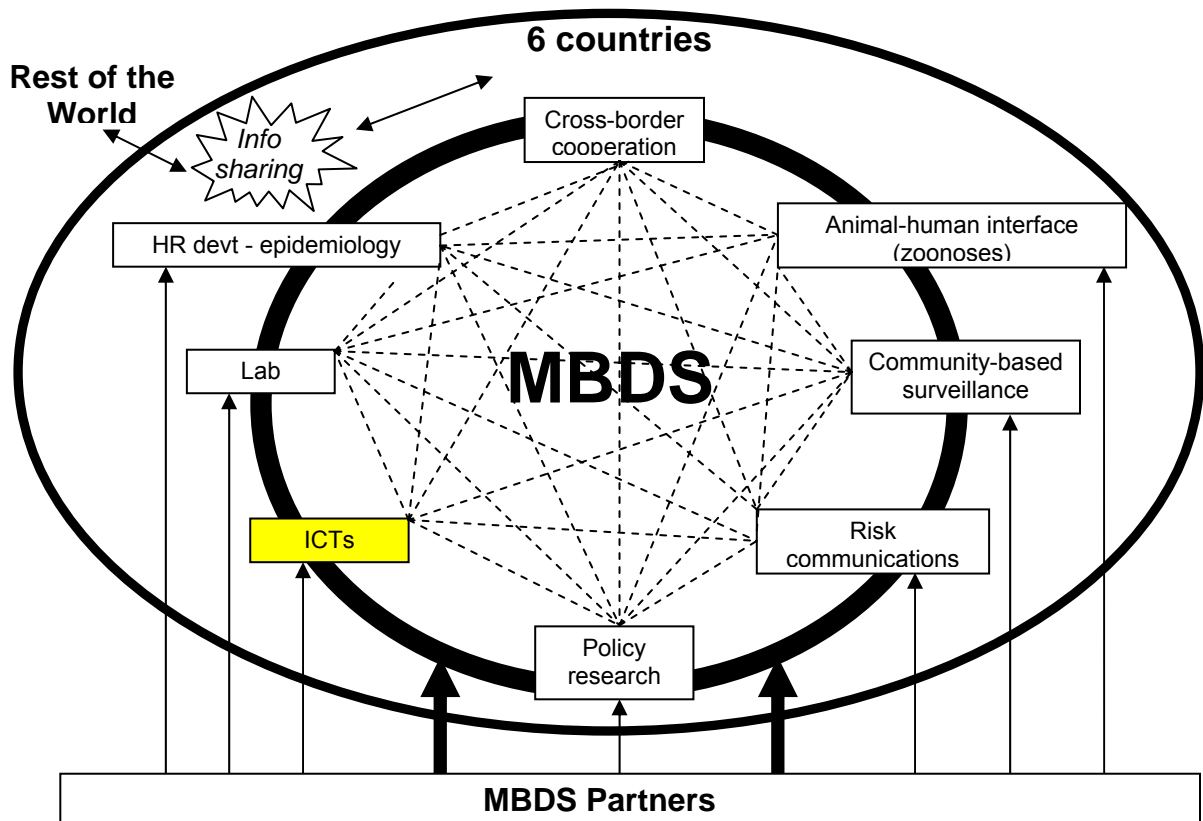 6 countries
Rest of the
World
Info
sharing
Cross-border
cooperation
HR devt - epidemiology
Animal-human interface
(zoonoses)
Lab
MBDS
Community-based
surveillance
ICTs
Risk
communications
Policy
research
MBDS Partners